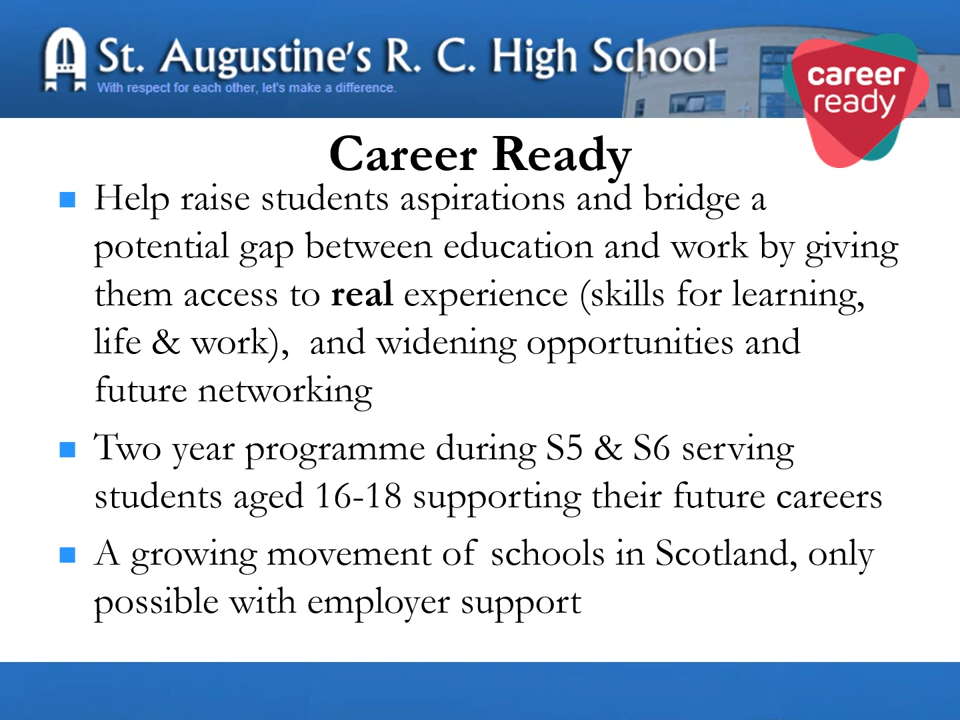 St. Augustine's R. C. High School
With respect for each other, let's make a difference.
career
ready
Career Ready
Help raise students aspirations and bridge a
potential gap between education and work by giving
them access to real experience (skills for learning,
life & work), and widening opportunities and
future networking
Two year programme during S5 & S6 serving
students aged 16-18 supporting their future careers
A growing movement of schools in Scotland, only
possible with employer support